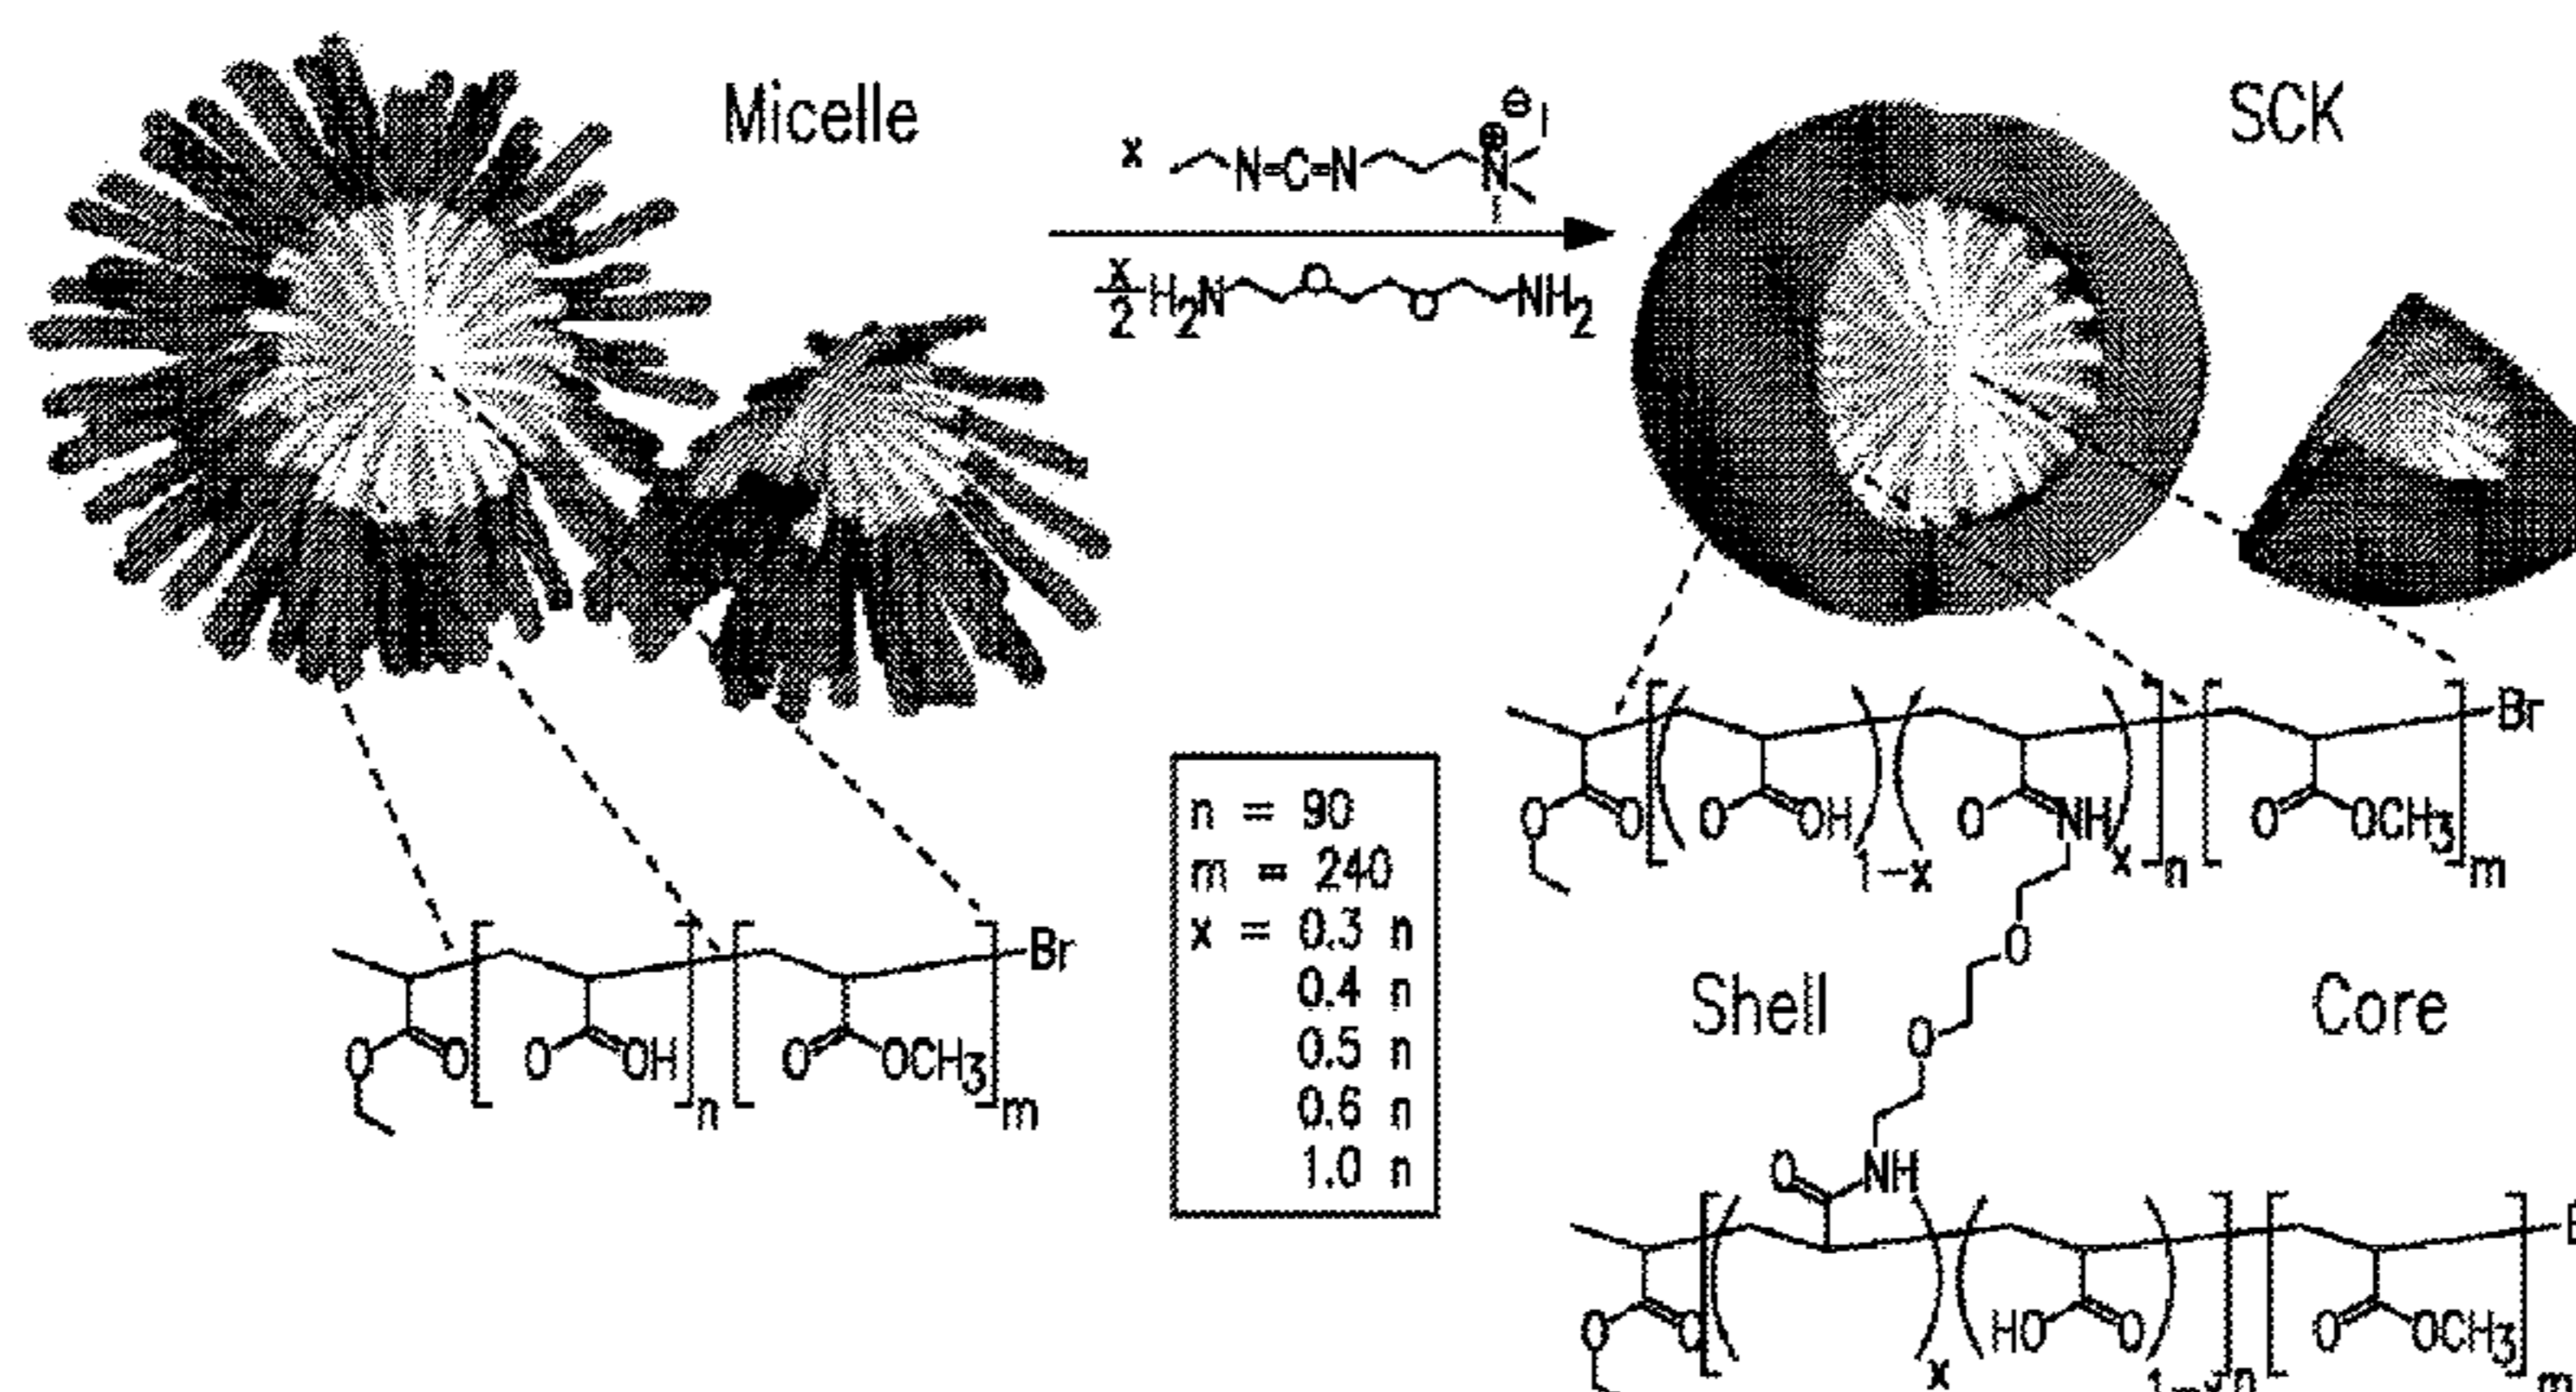 Micelle
SCK
x N=C=N N⊕ ⊖I
x/2 H2N O O NH2
n = 90
m = 240
x = 0.3 n
0.4 n
0.5 n
0.6 n
1.0 n
Br
O O O OH n O OCH3 m
Br
O O O OH 1-x O NH x n O OCH3 m
O
Shell
Core
O
O NH
O O x HO O n O OCH3